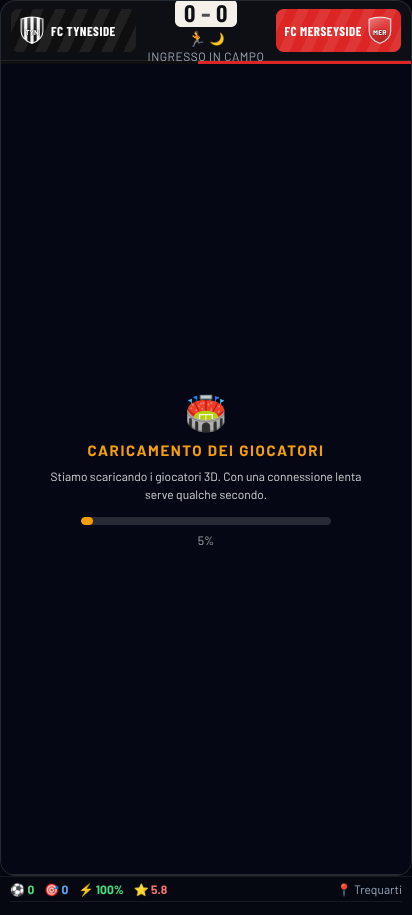 0 - 0
TYN FC TYNESIDE
FC MERSEYSIDE MER
INGRESSO IN CAMPO
CARICAMENTO DEI GIOCATORI
Stiamo scaricando i giocatori 3D. Con una connessione lenta
serve qualche secondo.
5%
0 0 100% 5.8 Trequarti